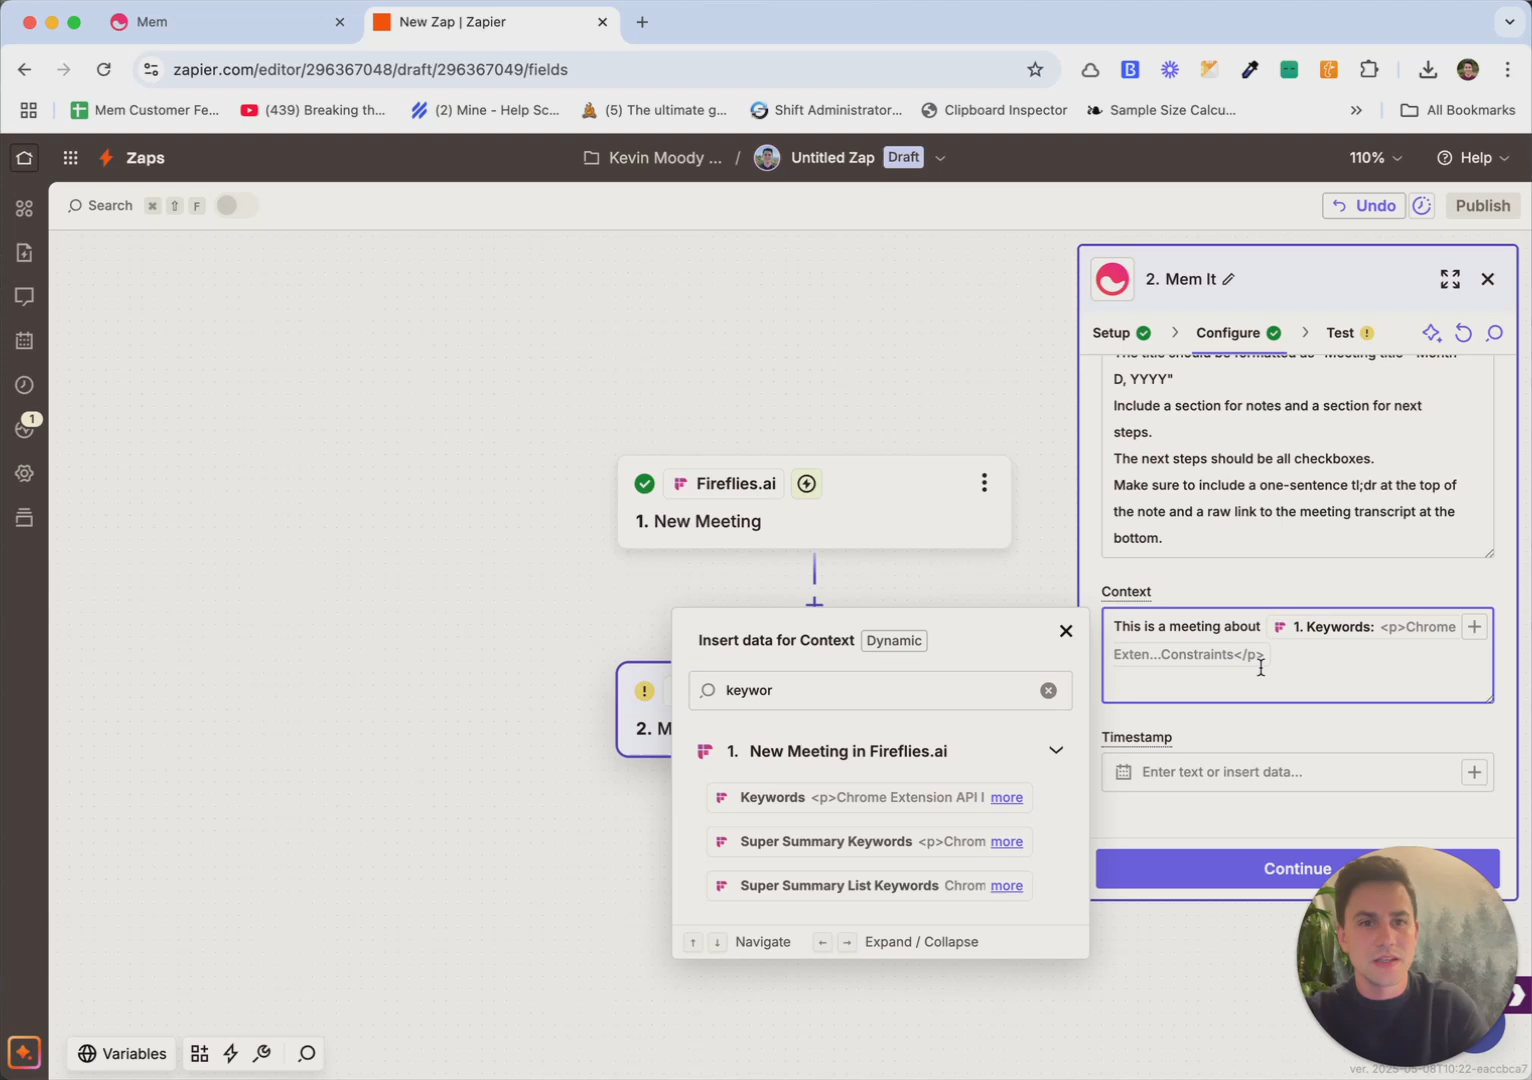 Mem
New Zap | Zapier
zapier.com/editor/296367048/draft/296367049/fields
Mem Customer Fe...
(439) Breaking th...
(2) Mine - Help Sc...
(5) The ultimate g...
Shift Administrator...
Clipboard Inspector
Sample Size Calcu...
»
All Bookmarks
Zaps
Kevin Moody ... / Untitled Zap Draft
110%
Help
Search ⌘ ⇧ F
Undo
Publish
2. Mem It
Setup
Configure
Test
D, YYYY"
Include a section for notes and a section for next
steps.
The next steps should be all checkboxes.
Make sure to include a one-sentence tl;dr at the top of
the note and a raw link to the meeting transcript at the
bottom.
1
Fireflies.ai
1. New Meeting
Context
This is a meeting about 1. Keywords: <p>Chrome
Exten...Constraints</p>
Insert data for Context Dynamic
keywor
2. M
1. New Meeting in Fireflies.ai
Keywords <p>Chrome Extension API I more
Super Summary Keywords <p>Chrom more
Super Summary List Keywords Chrom more
↑ ↓ Navigate ← → Expand / Collapse
Timestamp
Enter text or insert data...
Continue
Variables